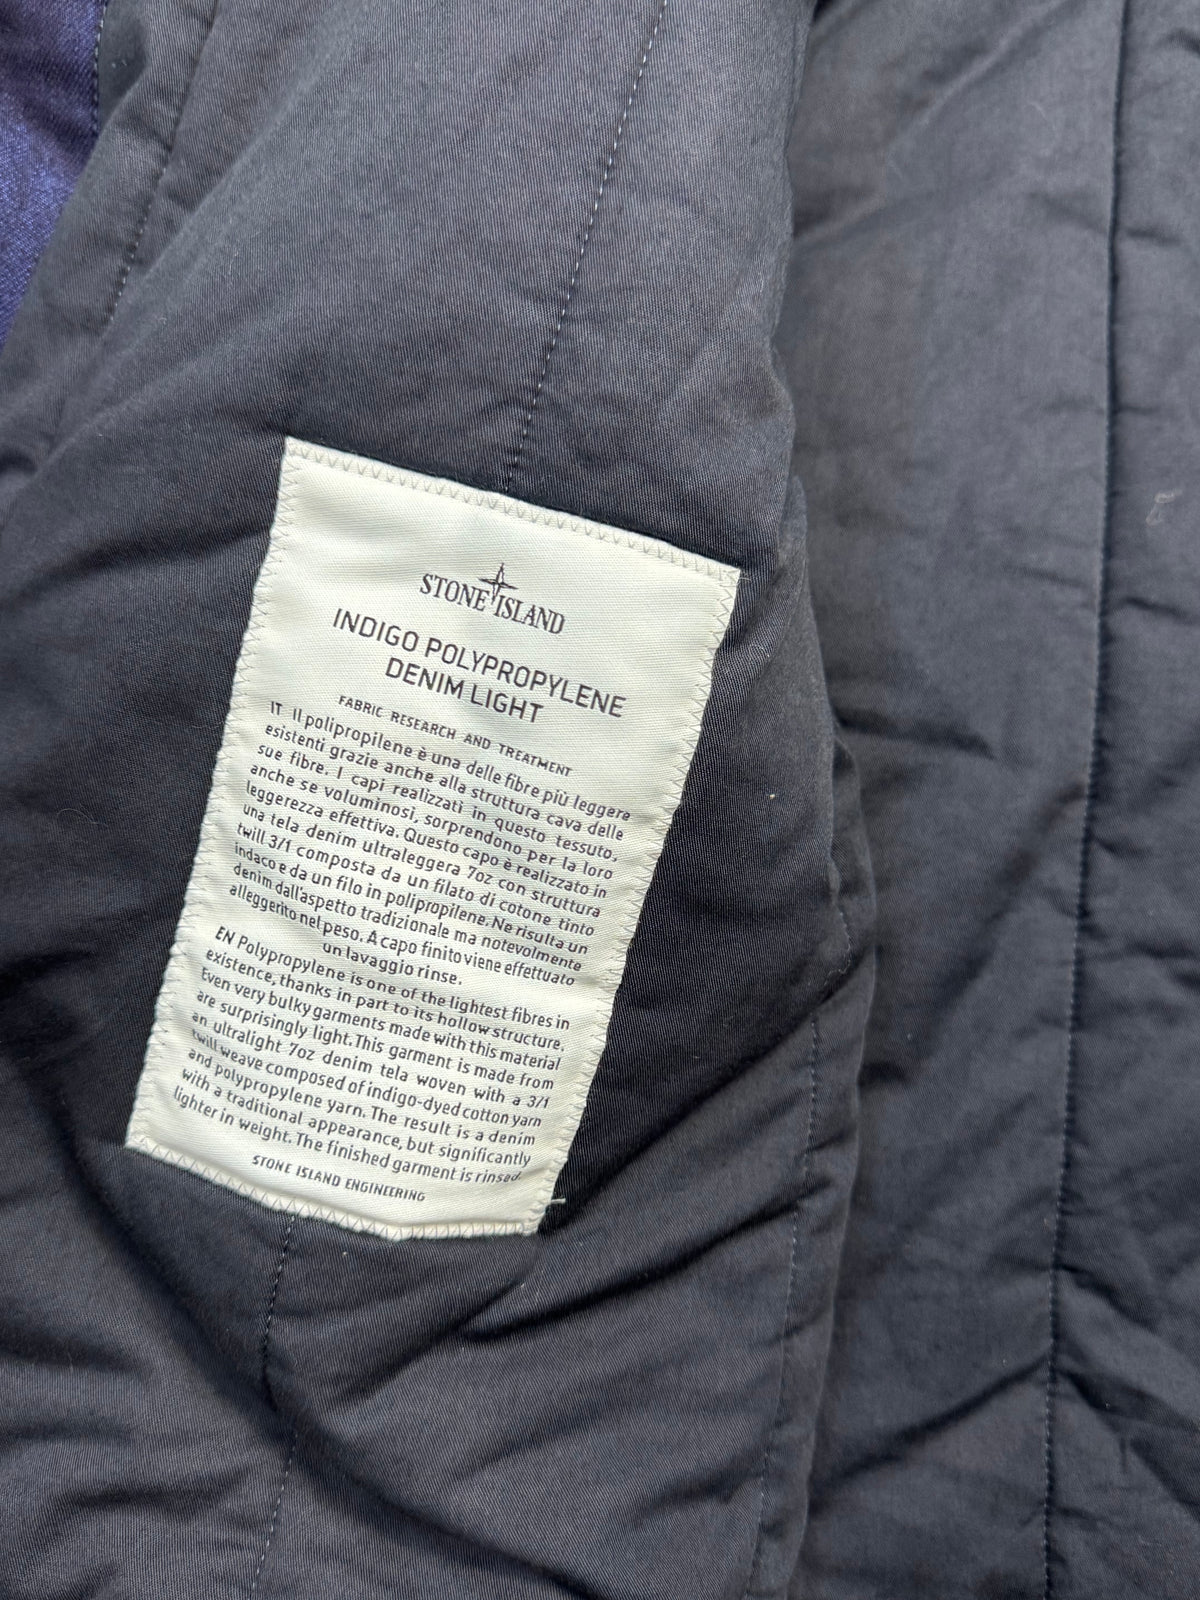 STONE ISLAND
INDIGO POLYPROPYLENE
DENIM LIGHT
FABRIC RESEARCH AND TREATMENT
IT Il polipropilene è una delle fibre più leggere
esistenti grazie anche alla struttura cava delle
sue fibre. I capi realizzati in questo tessuto,
anche se voluminosi, sorprendono per la loro
leggerezza effettiva. Questo capo è realizzato in
una tela denim ultraleggera 7oz con struttura
twill 3/1 composta da un filato di cotone tinto
indaco e da un filo in polipropilene. Ne risulta un
denim dall'aspetto tradizionale ma notevolmente
alleggerito nel peso. A capo finito viene effettuato
un lavaggio rinse.
EN Polypropylene is one of the lightest fibres in
existence, thanks in part to its hollow structure.
Even very bulky garments made with this material
are surprisingly light. This garment is made from
an ultralight 7oz denim tela woven with a 3/1
twill weave composed of indigo-dyed cotton yarn
and polypropylene yarn. The result is a denim
with a traditional appearance, but significantly
lighter in weight. The finished garment is rinsed.
STONE ISLAND ENGINEERING